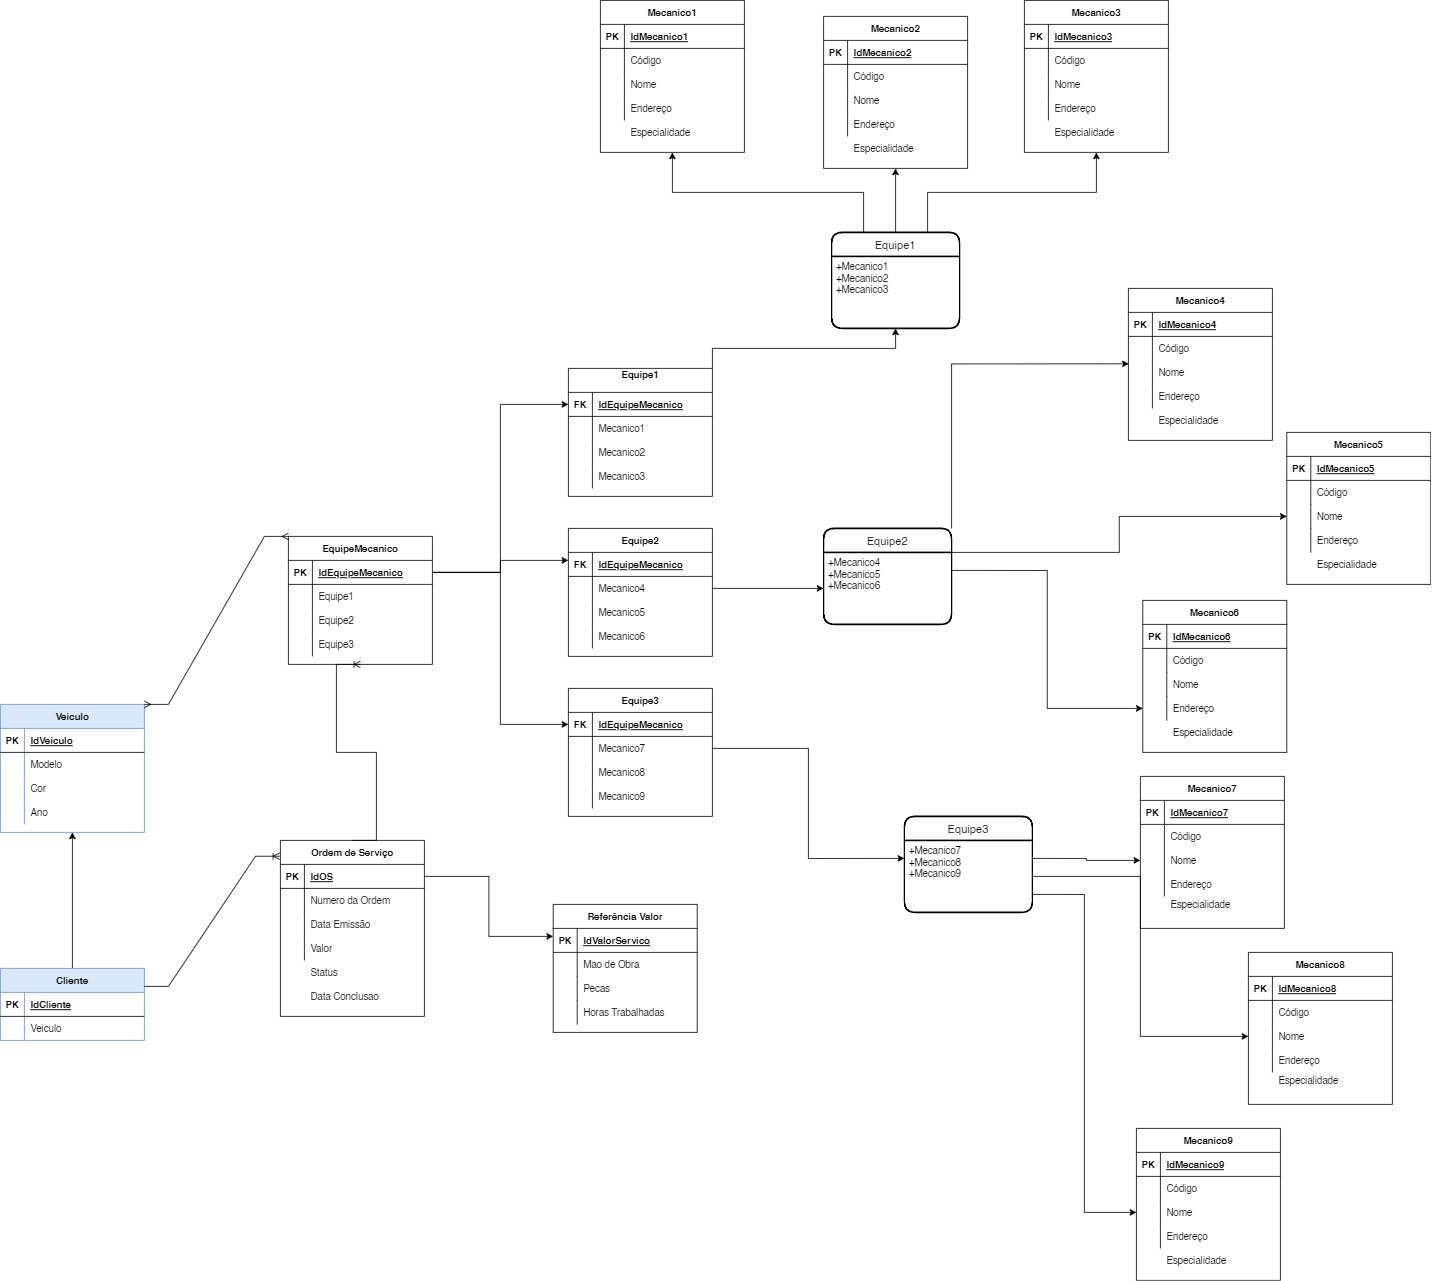 Mecanico1
PK IdMecanico1
Código
Nome
Endereço
Especialidade
Mecanico2
PK IdMecanico2
Código
Nome
Endereço
Especialidade
Mecanico3
PK IdMecanico3
Código
Nome
Endereço
Especialidade
Equipe1
+Mecanico1
+Mecanico2
+Mecanico3
Mecanico4
PK IdMecanico4
Código
Nome
Endereço
Especialidade
Equipe1
FK IdEquipeMecanico
Mecanico1
Mecanico2
Mecanico3
Mecanico5
PK IdMecanico5
Código
Nome
Endereço
Especialidade
EquipeMecanico
PK IdEquipeMecanico
Equipe1
Equipe2
Equipe3
Equipe2
FK IdEquipeMecanico
Mecanico4
Mecanico5
Mecanico6
Equipe2
+Mecanico4
+Mecanico5
+Mecanico6
Mecanico6
PK IdMecanico6
Código
Nome
Endereço
Especialidade
Veiculo
PK IdVeiculo
Modelo
Cor
Ano
Equipe3
FK IdEquipeMecanico
Mecanico7
Mecanico8
Mecanico9
Mecanico7
PK IdMecanico7
Código
Nome
Endereço
Especialidade
Equipe3
+Mecanico7
+Mecanico8
+Mecanico9
Ordem de Serviço
PK IdOS
Numero da Ordem
Data Emissão
Valor
Status
Data Conclusao
Referência Valor
PK IdValorServico
Mao de Obra
Pecas
Horas Trabalhadas
Cliente
PK IdCliente
Veiculo
Mecanico8
PK IdMecanico8
Código
Nome
Endereço
Especialidade
Mecanico9
PK IdMecanico9
Código
Nome
Endereço
Especialidade